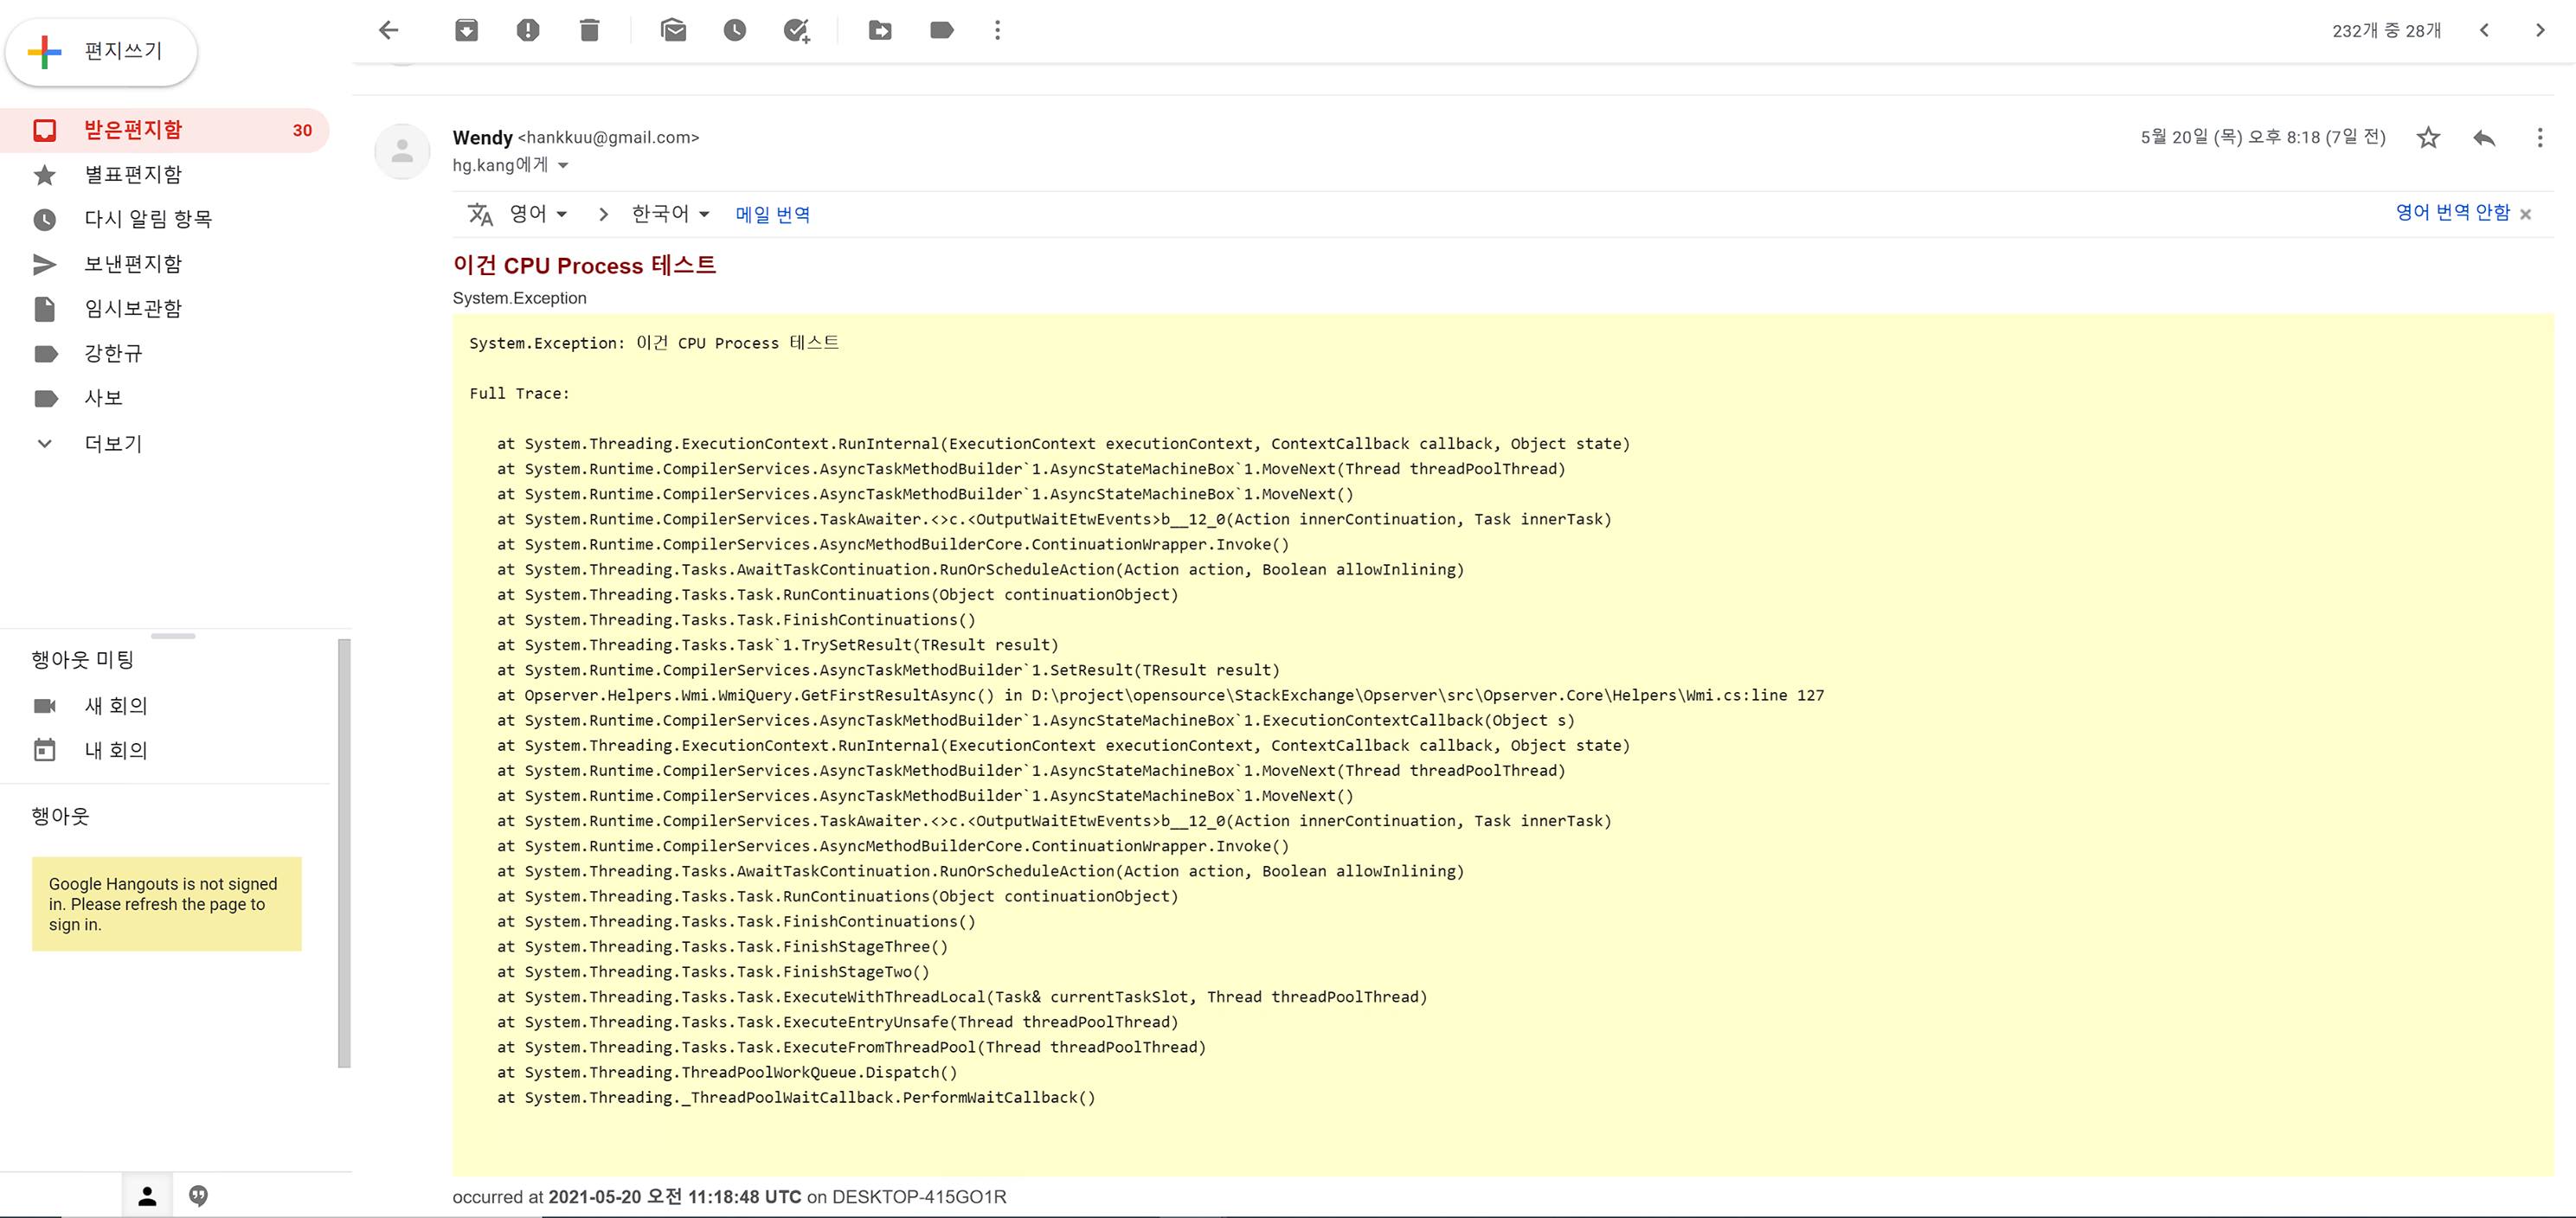 편지쓰기
232개 중 28개
받은편지함 30
별표편지함
다시 알림 항목
보낸편지함
임시보관함
강한규
사보
더보기
행아웃 미팅
새 회의
내 회의
행아웃
Google Hangouts is not signed
in. Please refresh the page to
sign in.
Wendy <hankkuu@gmail.com>
5월 20일 (목) 오후 8:18 (7일 전)
hg.kang에게
영어 한국어 메일 번역
영어 번역 안함
이건 CPU Process 테스트
System.Exception
System.Exception: 이건 CPU Process 테스트
Full Trace:
at System.Threading.ExecutionContext.RunInternal(ExecutionContext executionContext, ContextCallback callback, Object state)
at System.Runtime.CompilerServices.AsyncTaskMethodBuilder`1.AsyncStateMachineBox`1.MoveNext(Thread threadPoolThread)
at System.Runtime.CompilerServices.AsyncTaskMethodBuilder`1.AsyncStateMachineBox`1.MoveNext()
at System.Runtime.CompilerServices.TaskAwaiter.<>c.<OutputWaitEtwEvents>b__12_0(Action innerContinuation, Task innerTask)
at System.Runtime.CompilerServices.AsyncMethodBuilderCore.ContinuationWrapper.Invoke()
at System.Threading.Tasks.AwaitTaskContinuation.RunOrScheduleAction(Action action, Boolean allowInlining)
at System.Threading.Tasks.Task.RunContinuations(Object continuationObject)
at System.Threading.Tasks.Task.FinishContinuations()
at System.Threading.Tasks.Task`1.TrySetResult(TResult result)
at System.Runtime.CompilerServices.AsyncTaskMethodBuilder`1.SetResult(TResult result)
at Opserver.Helpers.Wmi.WmiQuery.GetFirstResultAsync() in D:\project\opensource\StackExchange\Opserver\src\Opserver.Core\Helpers\Wmi.cs:line 127
at System.Runtime.CompilerServices.AsyncTaskMethodBuilder`1.AsyncStateMachineBox`1.ExecutionContextCallback(Object s)
at System.Threading.ExecutionContext.RunInternal(ExecutionContext executionContext, ContextCallback callback, Object state)
at System.Runtime.CompilerServices.AsyncTaskMethodBuilder`1.AsyncStateMachineBox`1.MoveNext(Thread threadPoolThread)
at System.Runtime.CompilerServices.AsyncTaskMethodBuilder`1.AsyncStateMachineBox`1.MoveNext()
at System.Runtime.CompilerServices.TaskAwaiter.<>c.<OutputWaitEtwEvents>b__12_0(Action innerContinuation, Task innerTask)
at System.Runtime.CompilerServices.AsyncMethodBuilderCore.ContinuationWrapper.Invoke()
at System.Threading.Tasks.AwaitTaskContinuation.RunOrScheduleAction(Action action, Boolean allowInlining)
at System.Threading.Tasks.Task.RunContinuations(Object continuationObject)
at System.Threading.Tasks.Task.FinishContinuations()
at System.Threading.Tasks.Task.FinishStageThree()
at System.Threading.Tasks.Task.FinishStageTwo()
at System.Threading.Tasks.Task.ExecuteWithThreadLocal(Task& currentTaskSlot, Thread threadPoolThread)
at System.Threading.Tasks.Task.ExecuteEntryUnsafe(Thread threadPoolThread)
at System.Threading.Tasks.Task.ExecuteFromThreadPool(Thread threadPoolThread)
at System.Threading.ThreadPoolWorkQueue.Dispatch()
at System.Threading._ThreadPoolWaitCallback.PerformWaitCallback()
occurred at 2021-05-20 오전 11:18:48 UTC on DESKTOP-415GO1R